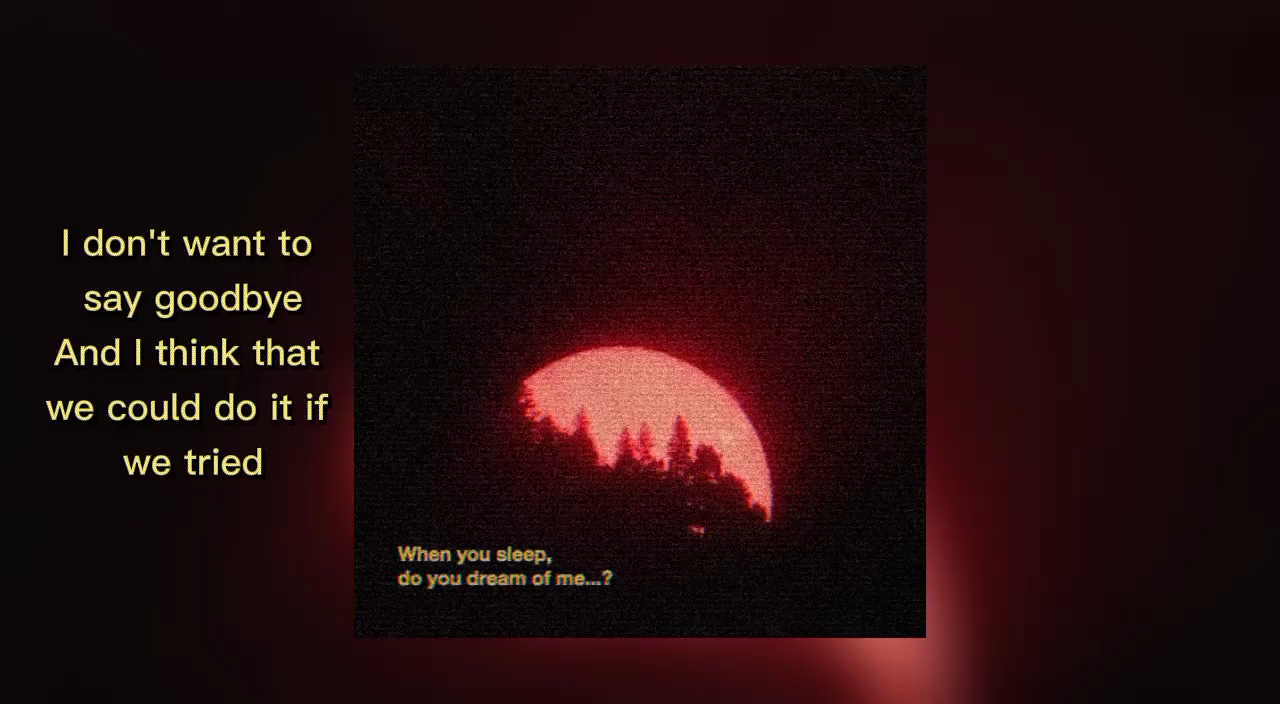 I don't want to
say goodbye
And I think that
we could do it if
we tried
When you sleep,
do you dream of me...?